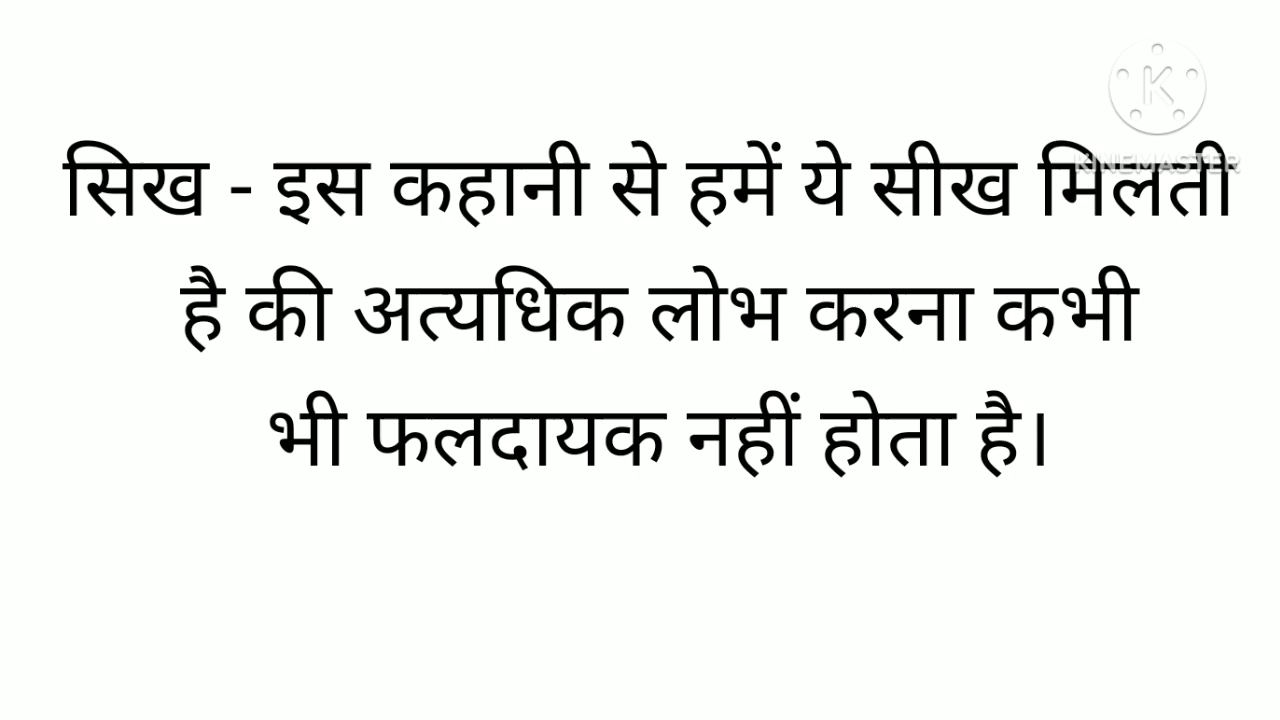 KINEMASTER
सिख - इस कहानी से हमें ये सीख मिलती
है की अत्यधिक लोभ करना कभी
भी फलदायक नहीं होता है।